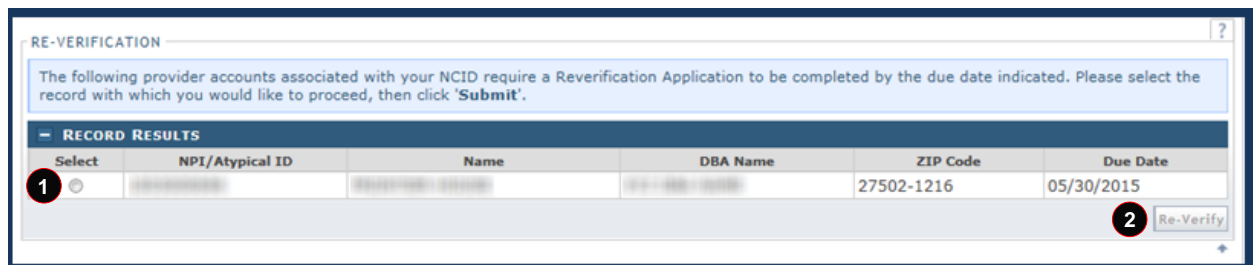 ?
RE-VERIFICATION
The following provider accounts associated with your NCID require a Reverification Application to be completed by the due date indicated. Please select the
record with which you would like to proceed, then click 'Submit'.
RECORD RESULTS
Select NPI/Atypical ID Name DBA Name ZIP Code Due Date
1 27502-1216 05/30/2015
2 Re-Verify